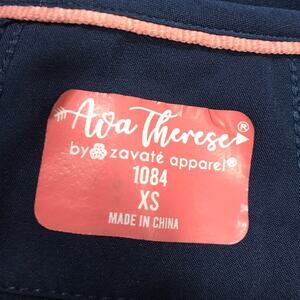 Ava Therese®
by zavaté apparel®
1084
XS
MADE IN CHINA